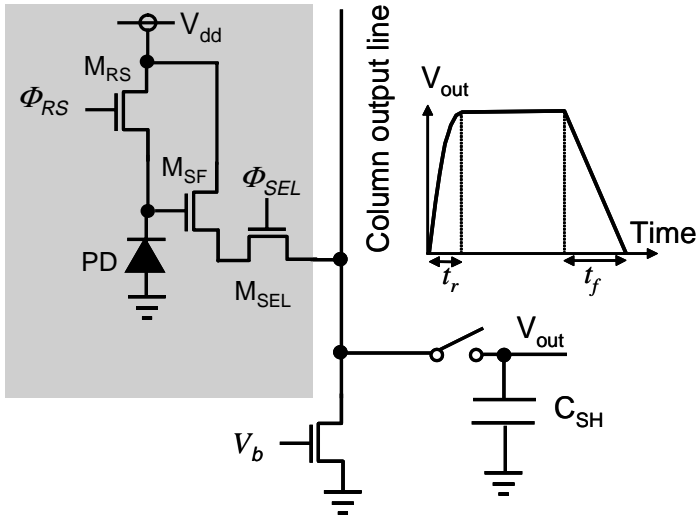 V_dd
M_RS
Φ_RS
M_SF
Φ_SEL
PD
M_SEL
Column output line
V_out
Time
t_r
t_f
V_out
C_SH
V_b